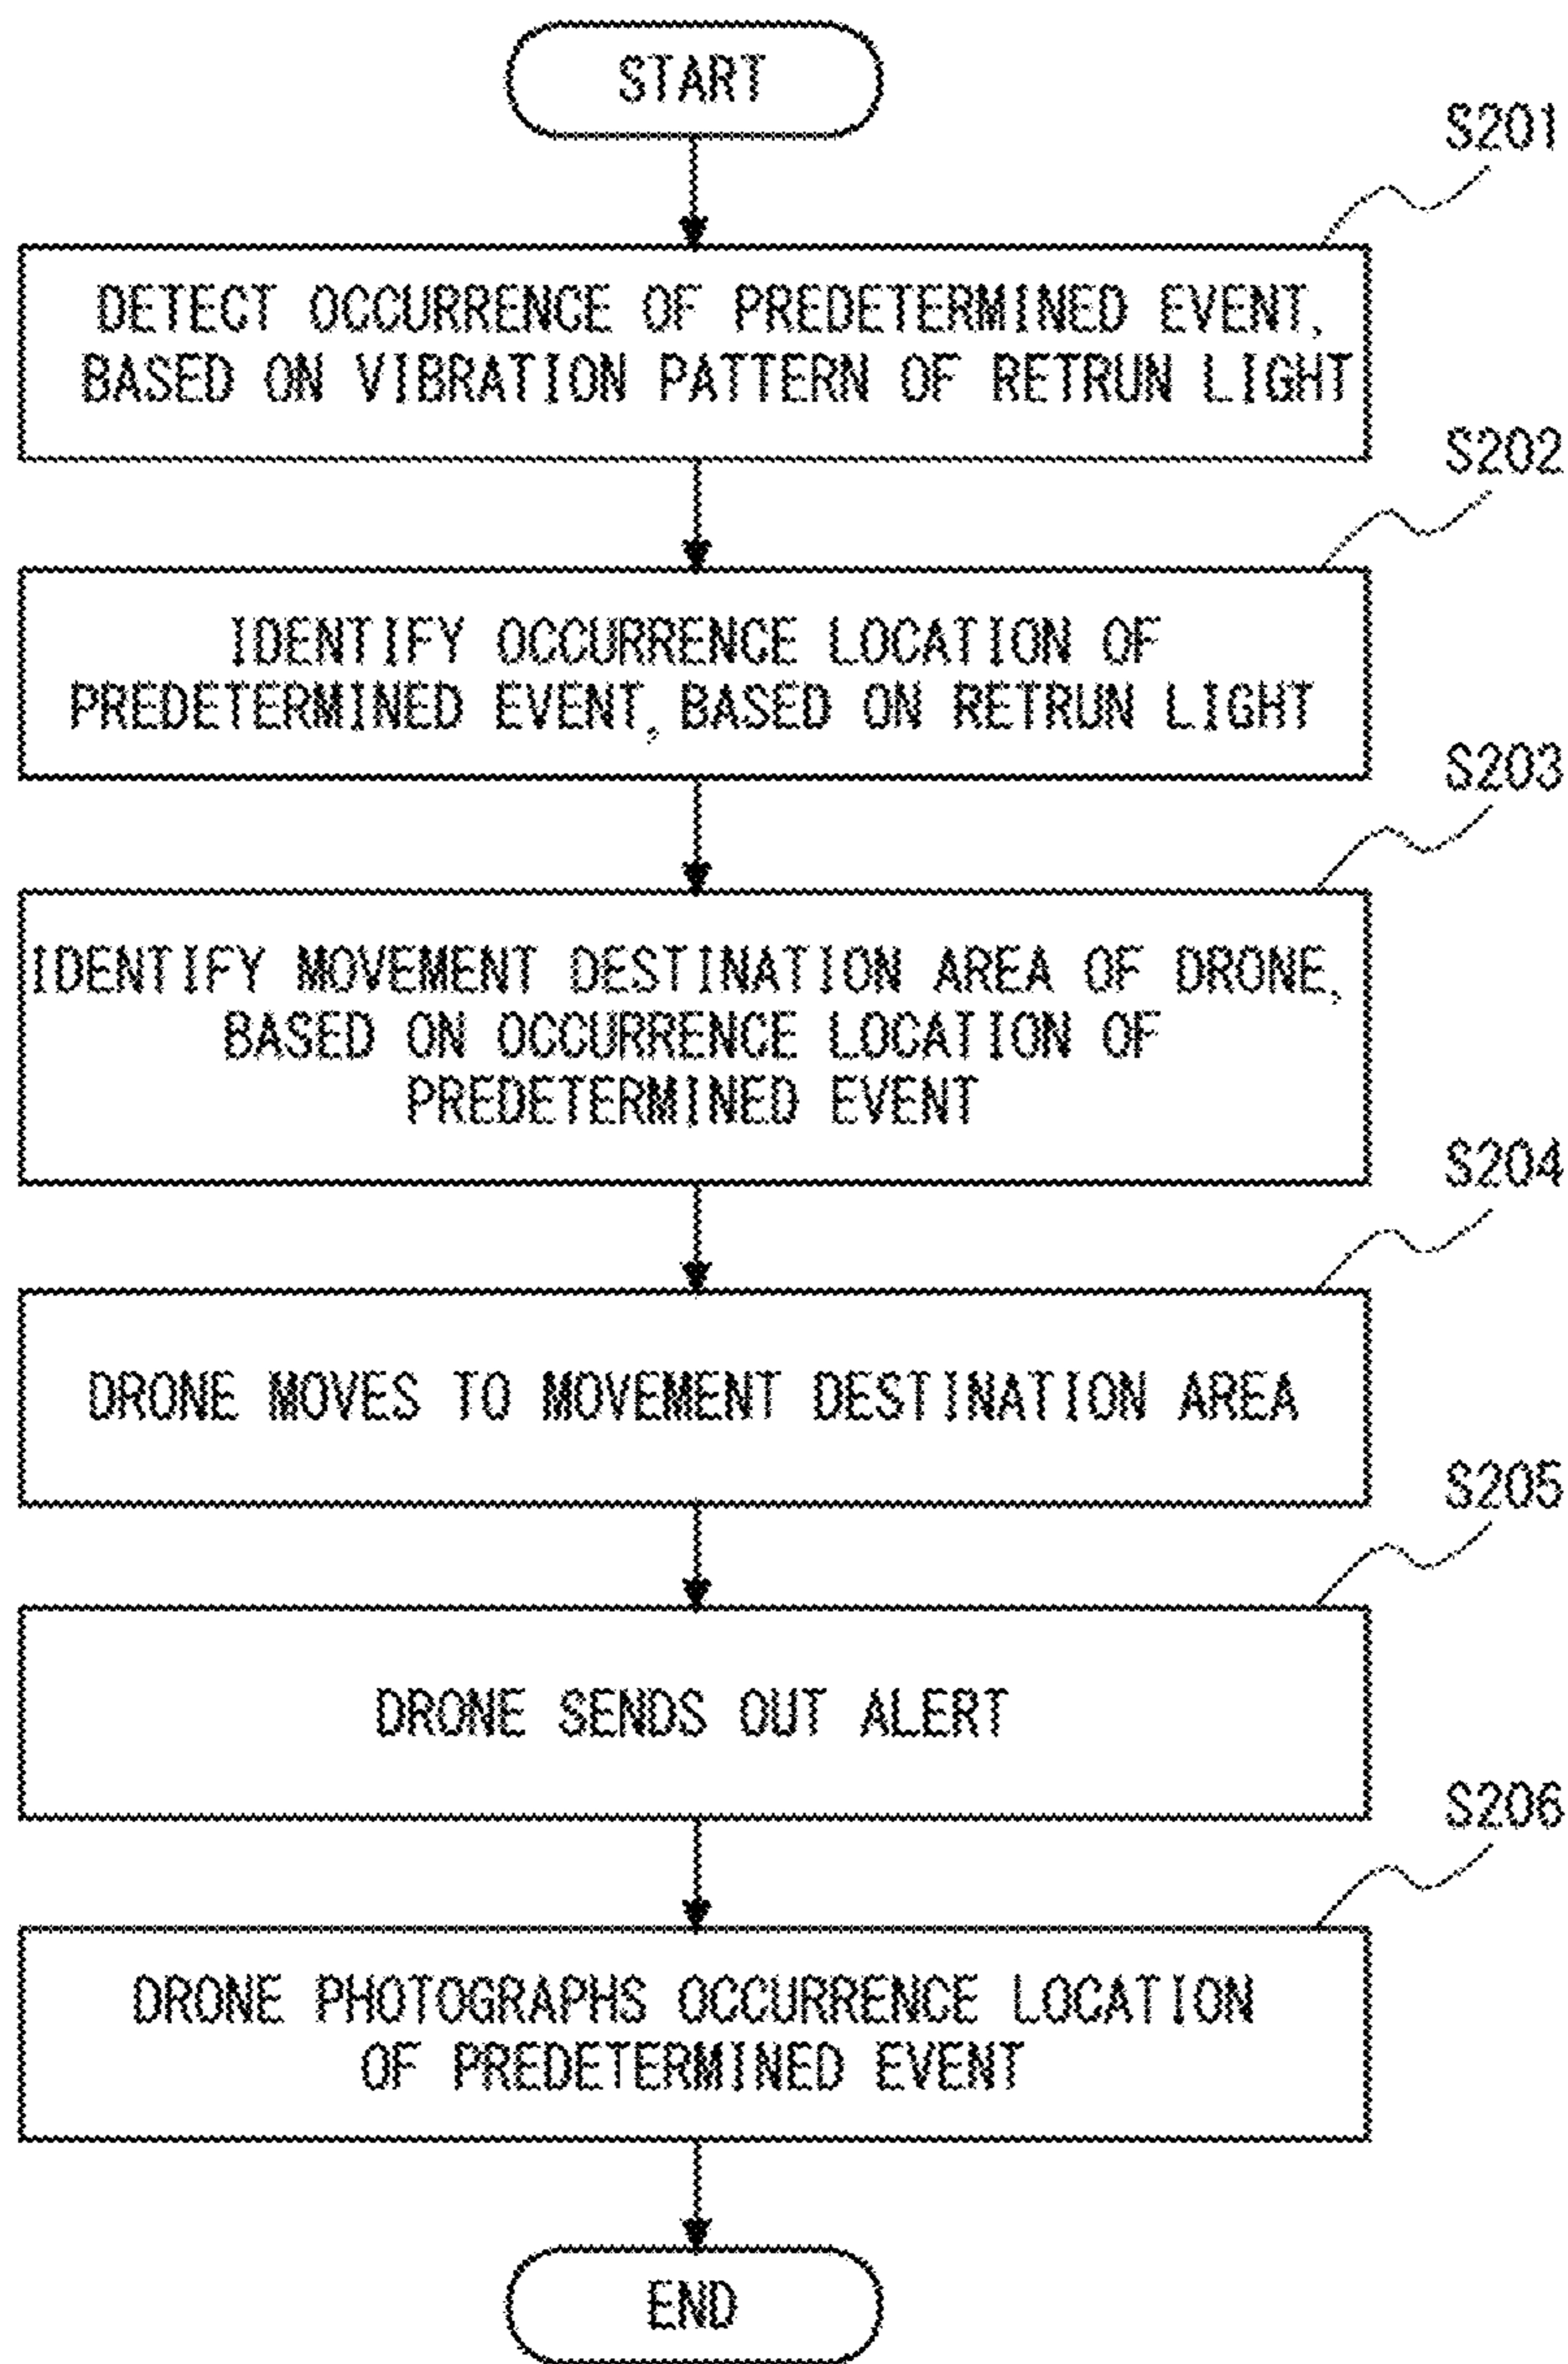 START
S201
DETECT OCCURRENCE OF PREDETERMINED EVENT,
BASED ON VIBRATION PATTERN OF RETRUN LIGHT
S202
IDENTIFY OCCURRENCE LOCATION OF
PREDETERMINED EVENT, BASED ON RETRUN LIGHT
S203
IDENTIFY MOVEMENT DESTINATION AREA OF DRONE,
BASED ON OCCURRENCE LOCATION OF
PREDETERMINED EVENT
S204
DRONE MOVES TO MOVEMENT DESTINATION AREA
S205
DRONE SENDS OUT ALERT
S206
DRONE PHOTOGRAPHS OCCURRENCE LOCATION
OF PREDETERMINED EVENT
END